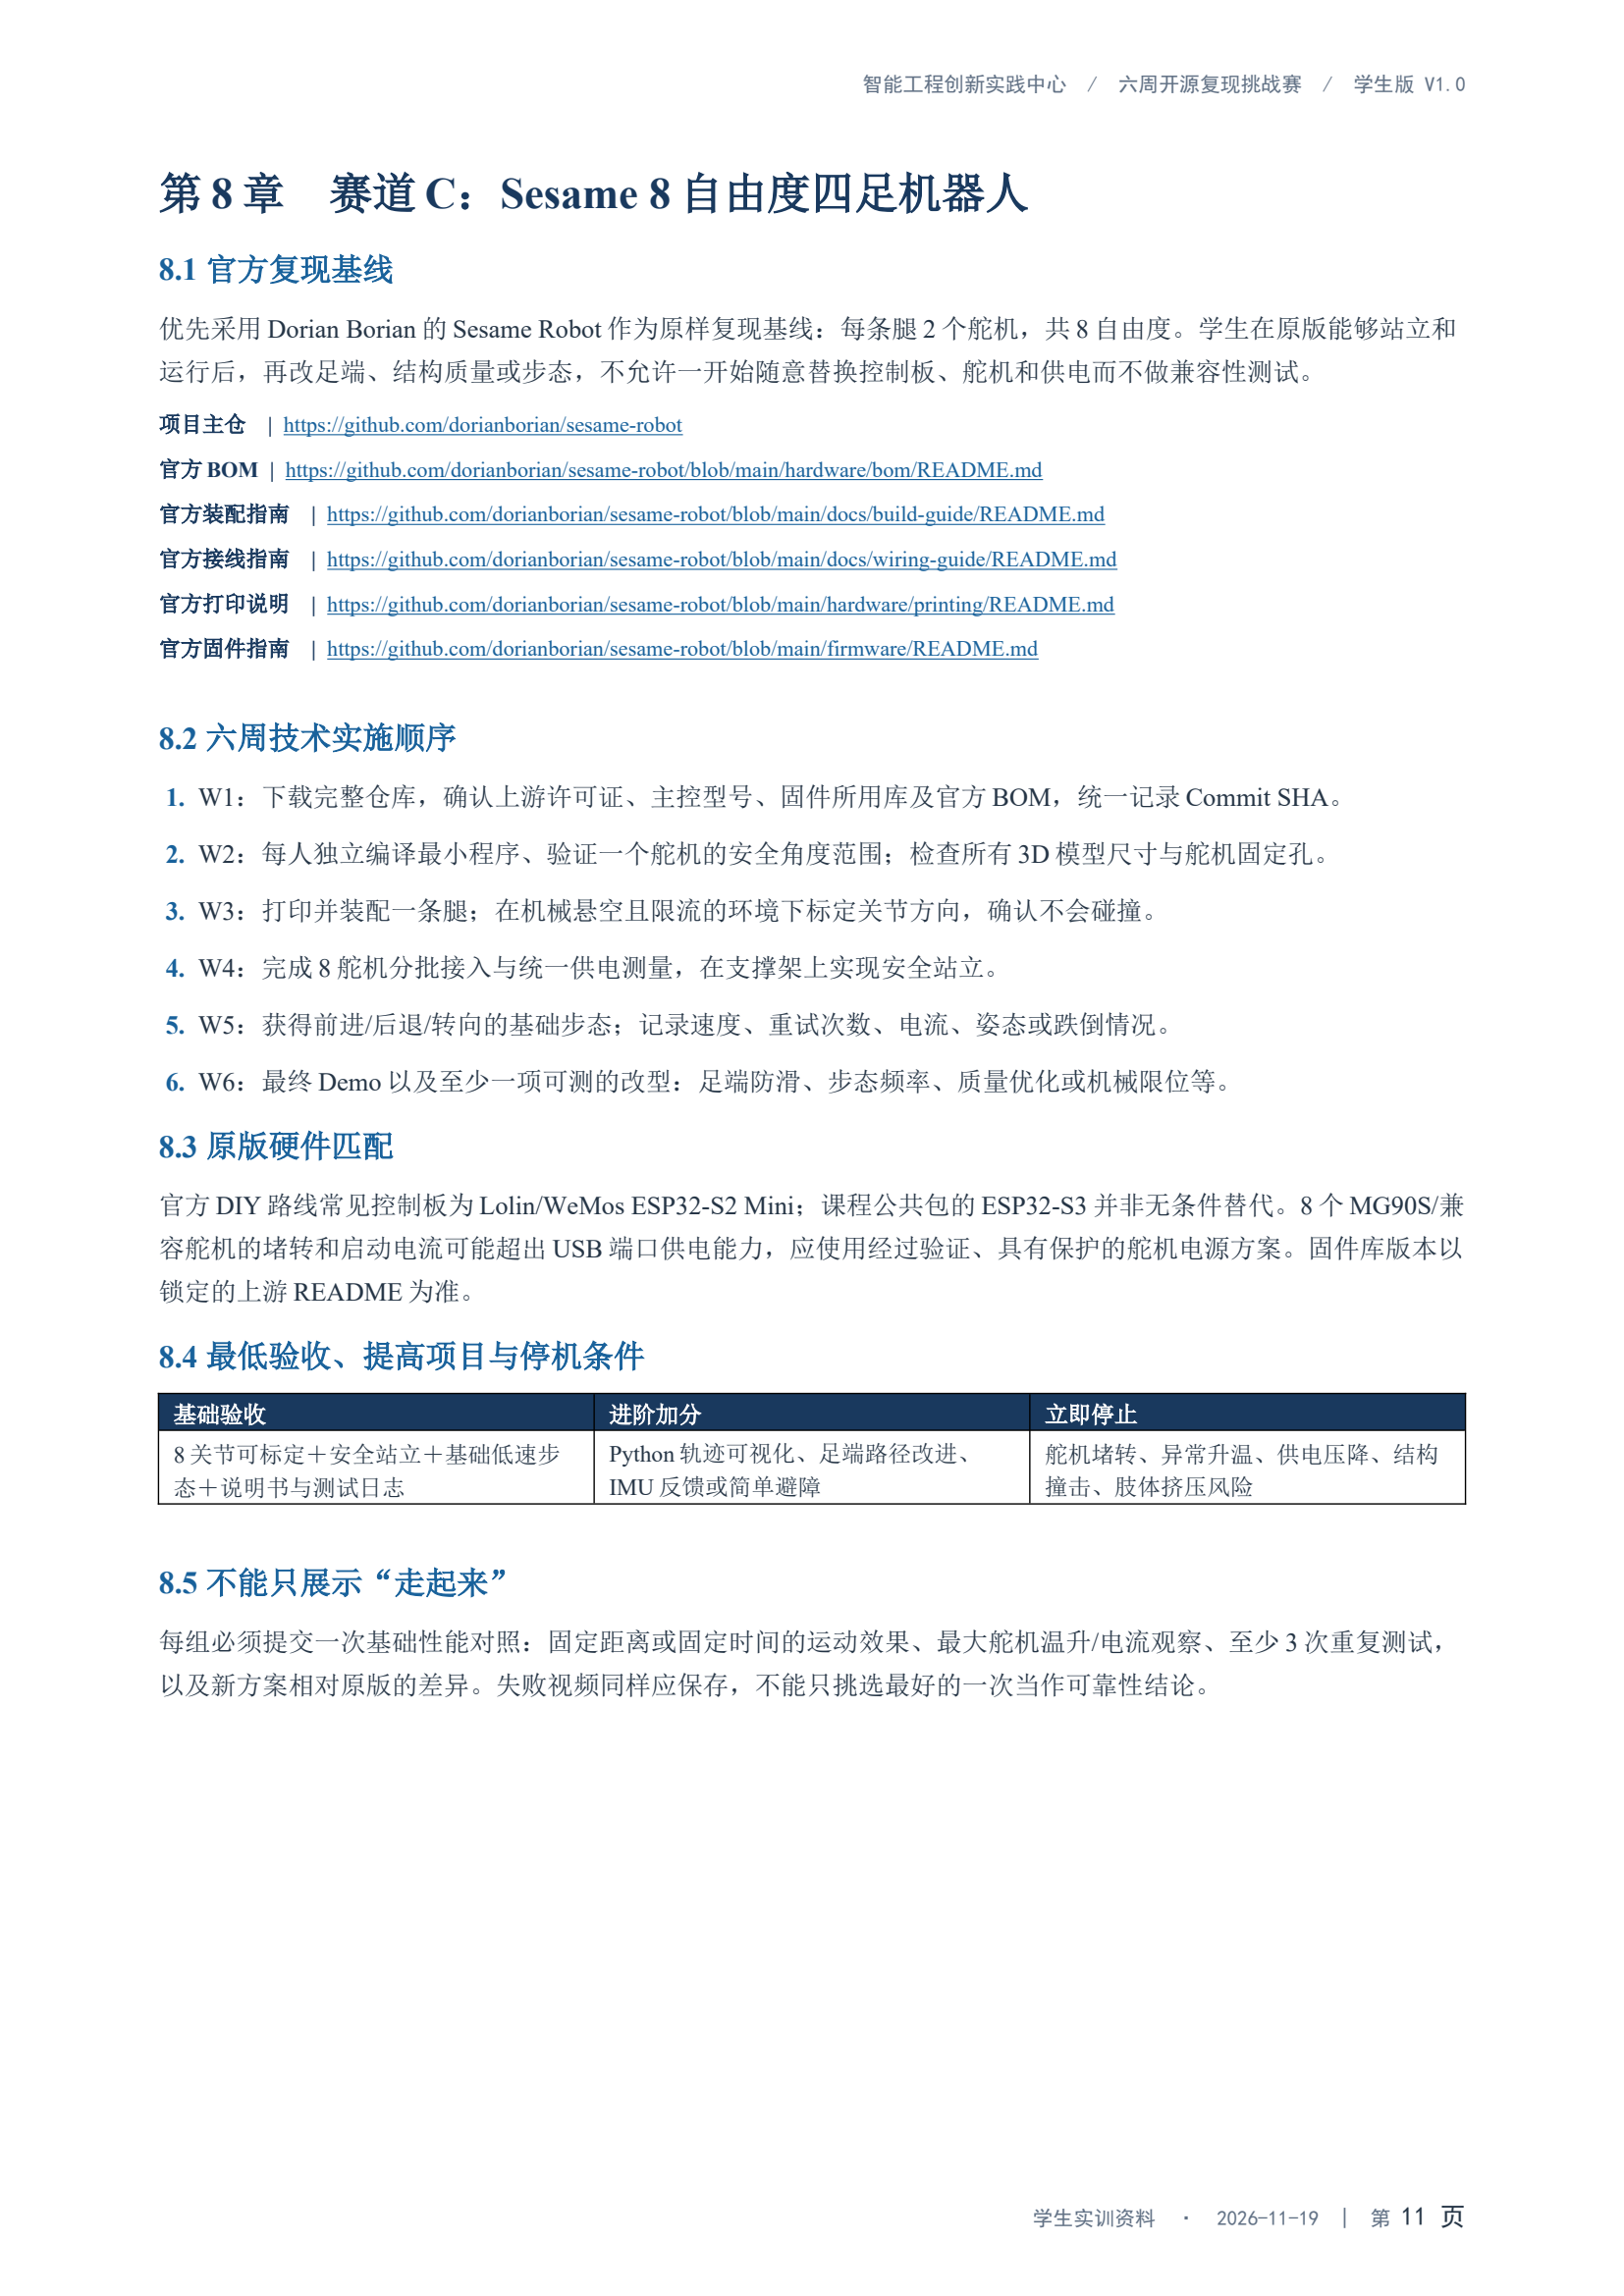 智能工程创新实践中心 / 六周开源复现挑战赛 / 学生版 V1.0
第 8 章 赛道 C：Sesame 8 自由度四足机器人
8.1 官方复现基线
优先采用 Dorian Borian 的 Sesame Robot 作为原样复现基线：每条腿 2 个舵机，共 8 自由度。学生在原版能够站立和
运行后，再改足端、结构质量或步态，不允许一开始随意替换控制板、舵机和供电而不做兼容性测试。
项目主仓 | https://github.com/dorianborian/sesame-robot
官方 BOM | https://github.com/dorianborian/sesame-robot/blob/main/hardware/bom/README.md
官方装配指南 | https://github.com/dorianborian/sesame-robot/blob/main/docs/build-guide/README.md
官方接线指南 | https://github.com/dorianborian/sesame-robot/blob/main/docs/wiring-guide/README.md
官方打印说明 | https://github.com/dorianborian/sesame-robot/blob/main/hardware/printing/README.md
官方固件指南 | https://github.com/dorianborian/sesame-robot/blob/main/firmware/README.md
8.2 六周技术实施顺序
1. W1：下载完整仓库，确认上游许可证、主控型号、固件所用库及官方 BOM，统一记录 Commit SHA。
2. W2：每人独立编译最小程序、验证一个舵机的安全角度范围；检查所有 3D 模型尺寸与舵机固定孔。
3. W3：打印并装配一条腿；在机械悬空且限流的环境下标定关节方向，确认不会碰撞。
4. W4：完成 8 舵机分批接入与统一供电测量，在支撑架上实现安全站立。
5. W5：获得前进/后退/转向的基础步态；记录速度、重试次数、电流、姿态或跌倒情况。
6. W6：最终 Demo 以及至少一项可测的改型：足端防滑、步态频率、质量优化或机械限位等。
8.3 原版硬件匹配
官方 DIY 路线常见控制板为 Lolin/WeMos ESP32-S2 Mini；课程公共包的 ESP32-S3 并非无条件替代。8 个 MG90S/兼
容舵机的堵转和启动电流可能超出 USB 端口供电能力，应使用经过验证、具有保护的舵机电源方案。固件库版本以
锁定的上游 README 为准。
8.4 最低验收、提高项目与停机条件
基础验收 进阶加分 立即停止
8 关节可标定＋安全站立＋基础低速步 Python 轨迹可视化、足端路径改进、 舵机堵转、异常升温、供电压降、结构
态＋说明书与测试日志 IMU 反馈或简单避障 撞击、肢体挤压风险
8.5 不能只展示“走起来”
每组必须提交一次基础性能对照：固定距离或固定时间的运动效果、最大舵机温升/电流观察、至少 3 次重复测试，
以及新方案相对原版的差异。失败视频同样应保存，不能只挑选最好的一次当作可靠性结论。
学生实训资料 · 2026-11-19 | 第 11 页